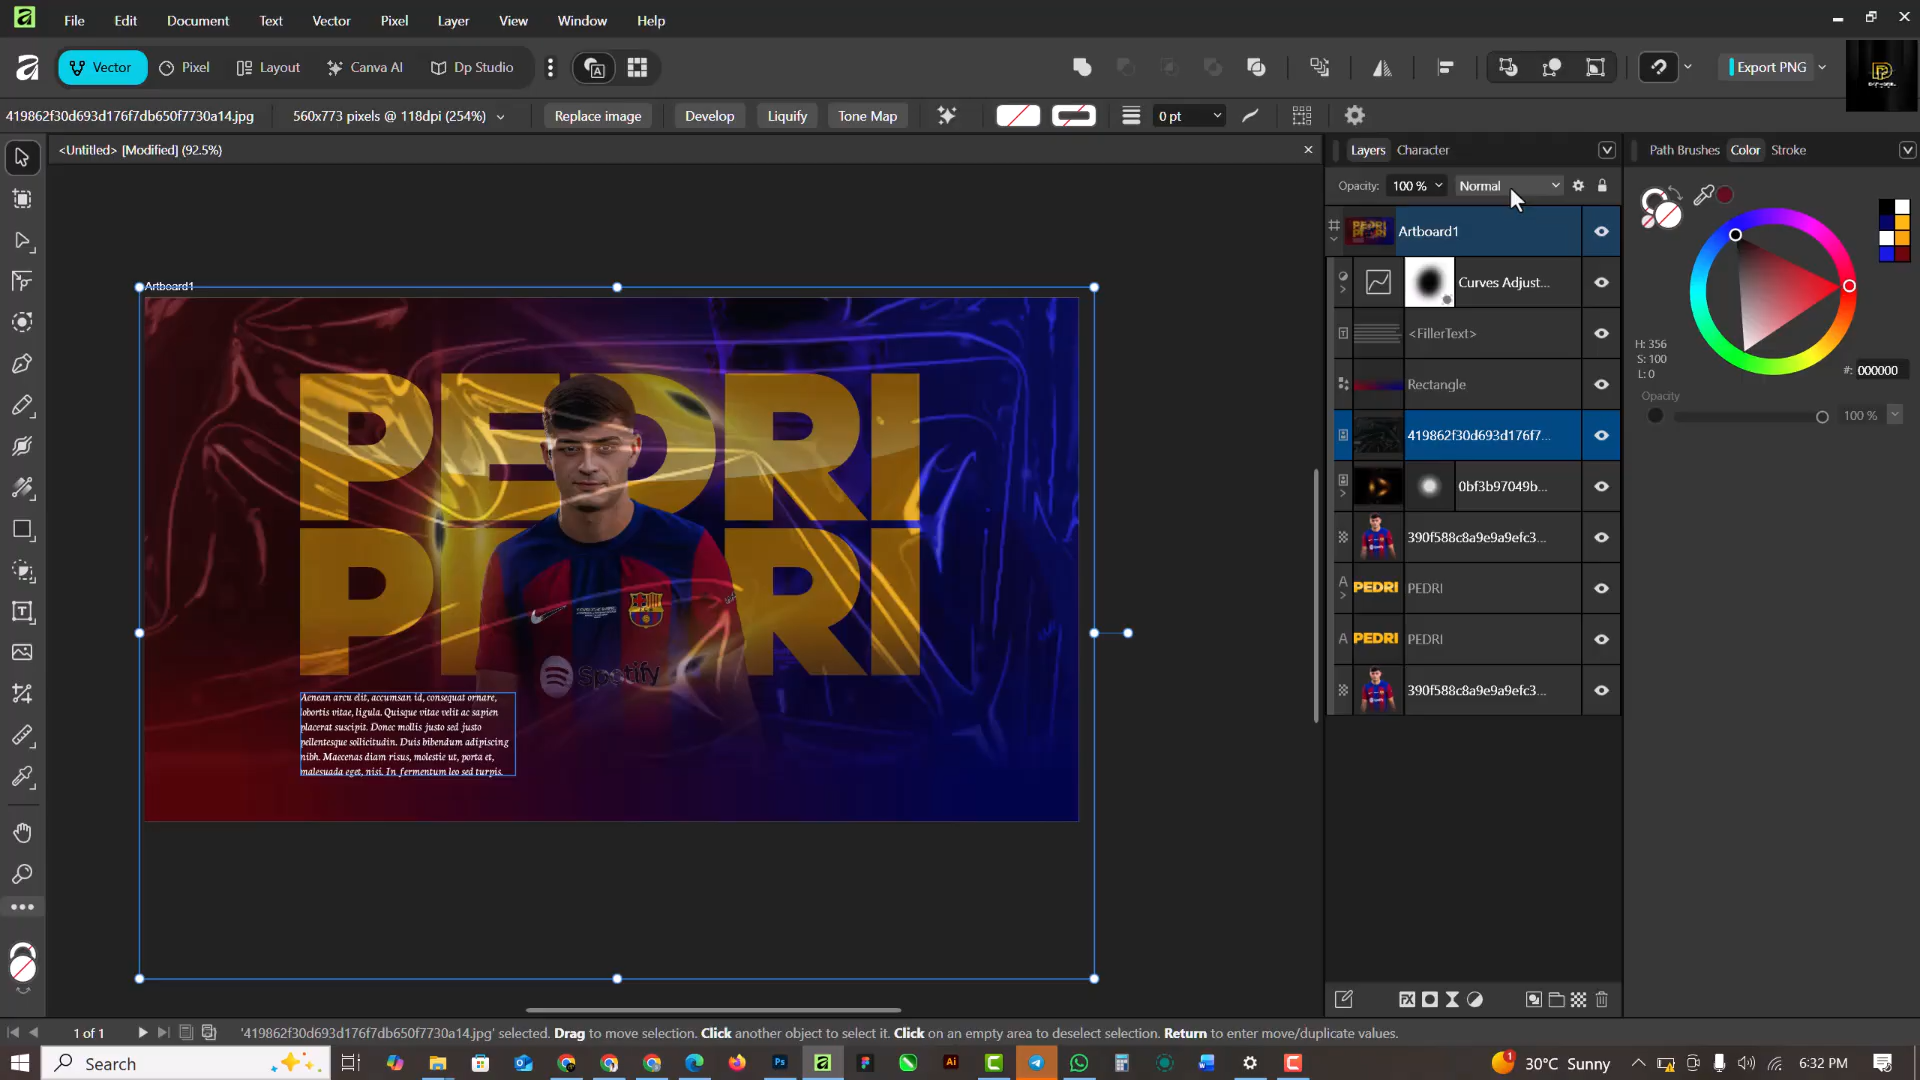 File Edit Document Text Vector Pixel Layer View Window Help
Vector Pixel Layout Canva AI Dp Studio Export PNG
419862f30d693d176f7db650f7730a14.jpg 560x773 pixels @ 118dpi (254%) Replace image Develop Liquify Tone Map 0 pt
<Untitled> [Modified] (92.5%)
Layers Character
Path Brushes Color Stroke
Opacity: 100 % Normal
Artboard1
Curves Adjust...
<FillerText>
Rectangle
419862f30d693d176f7...
0bf3b97049b...
390f588c8a9e9a9efc3...
PEDRI PEDRI
PEDRI PEDRI
390f588c8a9e9a9efc3...
H: 356
S: 100
L: 0
#: 000000
Opacity
100 %
Artboard1
PEDRI
PEDRI
Spotify
Aenean arcu elit, accumsan id, consequat ornare,
lobortis vitae, ligula. Quisque vitae velit ac sapien
placerat suscipit. Donec mollis justo sed justo
pellentesque sollicitudin. Duis bibendum adipiscing
nibh. Maecenas diam risus, molestie ut, porta et,
malesuada eget, nisi. In fermentum leo sed turpis.
1 of 1 '419862f30d693d176f7db650f7730a14.jpg' selected. Drag to move selection. Click another object to select it. Click on an empty area to deselect selection. Return to enter move/duplicate values.
Search 30°C Sunny 6:32 PM